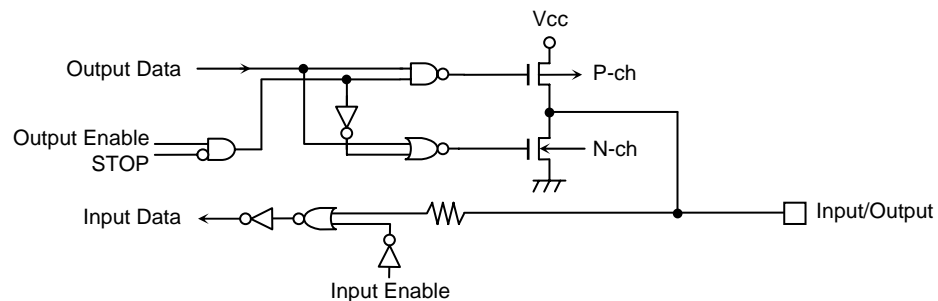 Vcc
Output Data
P-ch
Output Enable
STOP
N-ch
Input Data
Input/Output
Input Enable